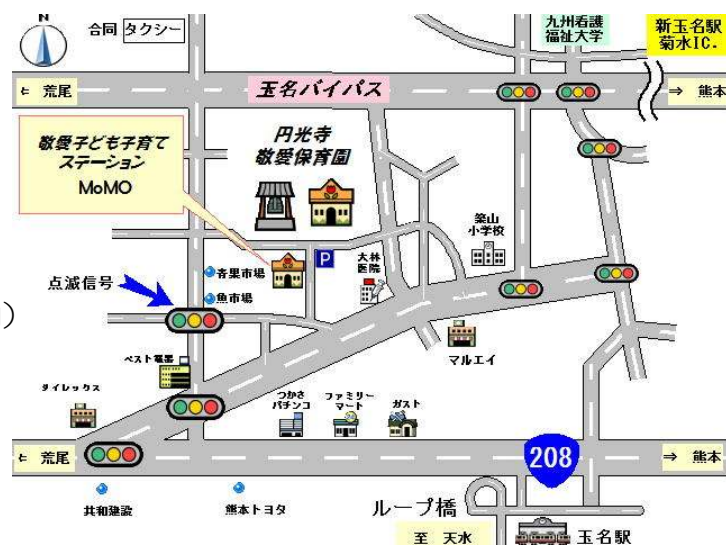 N
合同 タクシー
九州看護
福祉大学
新玉名駅
菊水IC.
⇐ 荒尾
玉名バイパス
⇒ 熊本
敬愛子ども子育て
ステーション
MoMO
円光寺
敬愛保育園
築山
小学校
P
大林
医院
青果市場
魚市場
点滅信号
)
ベスト電器
マルエイ
ダイレックス
つかさ
パチンコ
ファミリー
マート
ガスト
⇐ 荒尾
208
⇒ 熊本
共和建設
熊本トヨタ
ループ橋
至 天水
玉名駅